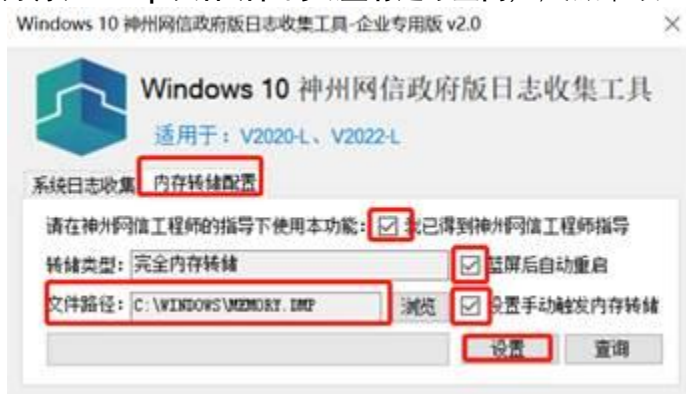 Windows 10 神州网信政府版日志收集工具-企业专用版 v2.0
Windows 10 神州网信政府版日志收集工具
适用于：V2020-L、V2022-L
系统日志收集 内存转储配置
请在神州网信工程师的指导下使用本功能： 我已得到神州网信工程师指导
转储类型： 完全内存转储 蓝屏后自动重启
文件路径： C:\WINDOWS\MEMORY.DMP 浏览 设置手动触发内存转储
设置 查询